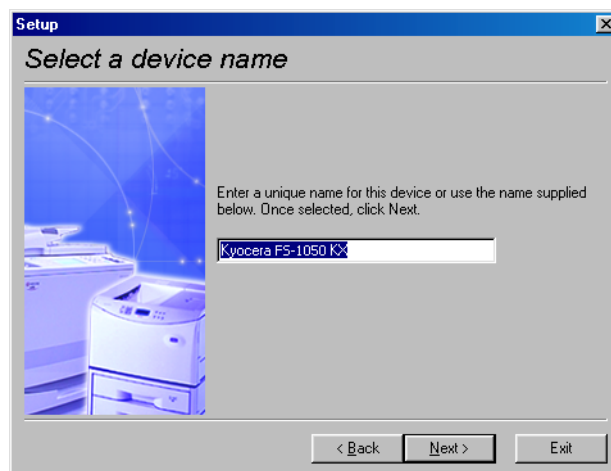 Setup
Select a device name
Enter a unique name for this device or use the name supplied
below. Once selected, click Next.
Kyocera FS-1050 KX
< Back
Next >
Exit